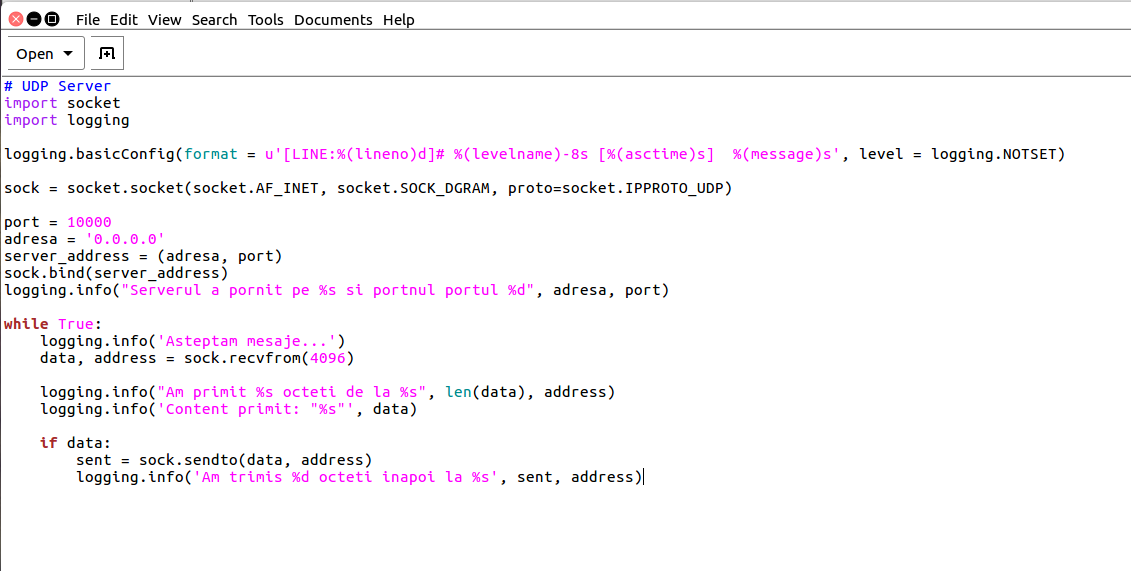 File Edit View Search Tools Documents Help
Open
# UDP Server
import socket
import logging
logging.basicConfig(format = u'[LINE:%(lineno)d]# %(levelname)-8s [%(asctime)s]  %(message)s', level = logging.NOTSET)
sock = socket.socket(socket.AF_INET, socket.SOCK_DGRAM, proto=socket.IPPROTO_UDP)
port = 10000
adresa = '0.0.0.0'
server_address = (adresa, port)
sock.bind(server_address)
logging.info("Serverul a pornit pe %s si portnul portul %d", adresa, port)
while True:
    logging.info('Asteptam mesaje...')
    data, address = sock.recvfrom(4096)
    logging.info("Am primit %s octeti de la %s", len(data), address)
    logging.info('Content primit: "%s"', data)
    if data:
        sent = sock.sendto(data, address)
        logging.info('Am trimis %d octeti inapoi la %s', sent, address)